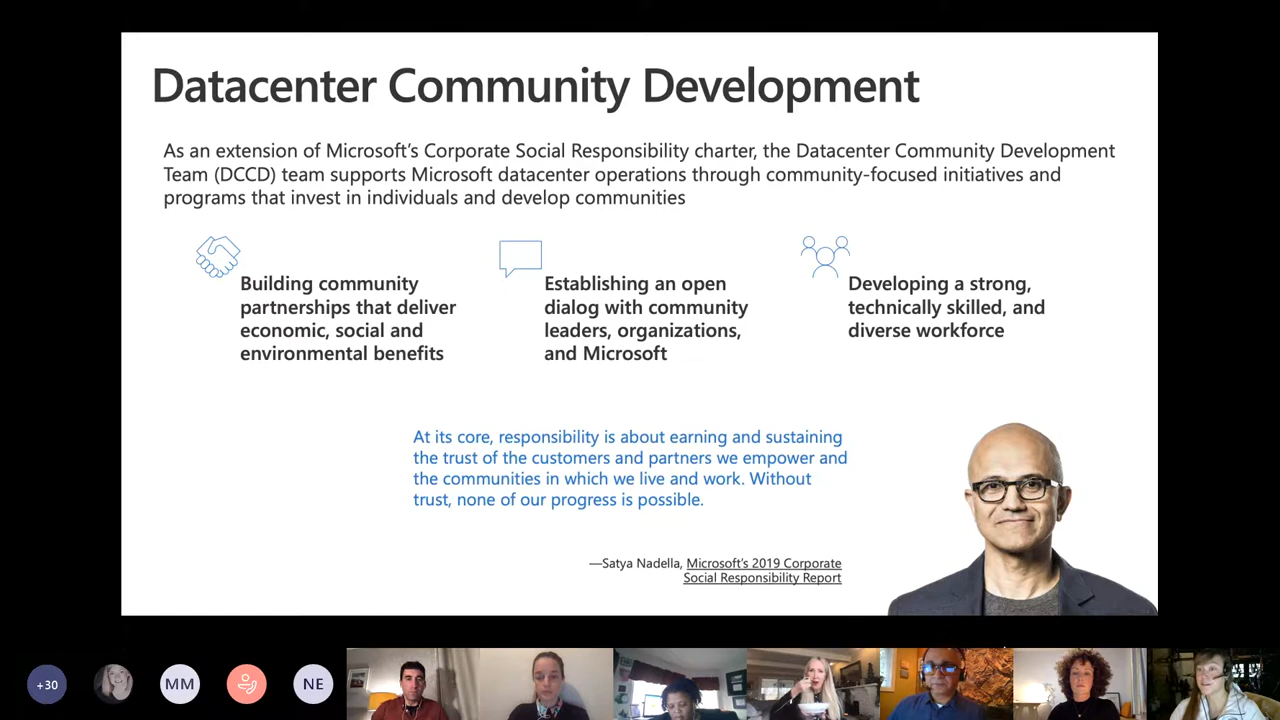 Datacenter Community Development
As an extension of Microsoft's Corporate Social Responsibility charter, the Datacenter Community Development
Team (DCCD) team supports Microsoft datacenter operations through community-focused initiatives and
programs that invest in individuals and develop communities
Building community
partnerships that deliver
economic, social and
environmental benefits
Establishing an open
dialog with community
leaders, organizations,
and Microsoft
Developing a strong,
technically skilled, and
diverse workforce
At its core, responsibility is about earning and sustaining
the trust of the customers and partners we empower and
the communities in which we live and work. Without
trust, none of our progress is possible.
—Satya Nadella, Microsoft's 2019 Corporate
Social Responsibility Report
+30
MM
NE